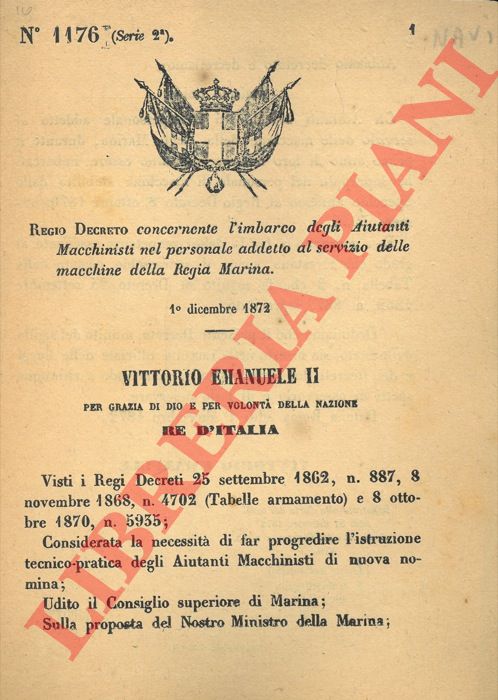 N° 1176 (Serie 2ª).
1
REGIO DECRETO concernente l'imbarco degli Aiutanti
Macchinisti nel personale addetto al servizio delle
macchine della Regia Marina.
1° dicembre 1872
VITTORIO EMANUELE II
PER GRAZIA DI DIO E PER VOLONTÀ DELLA NAZIONE
RE D'ITALIA
Visti i Regi Decreti 25 settembre 1862, n. 887, 8
novembre 1868, n. 4702 (Tabelle armamento) e 8 otto-
bre 1870, n. 5935;
Considerata la necessità di far progredire l'istruzione
tecnico-pratica degli Aiutanti Macchinisti di nuova no-
mina;
Udito il Consiglio superiore di Marina;
Sulla proposta del Nostro Ministro della Marina;
LIBRERIA PIANI